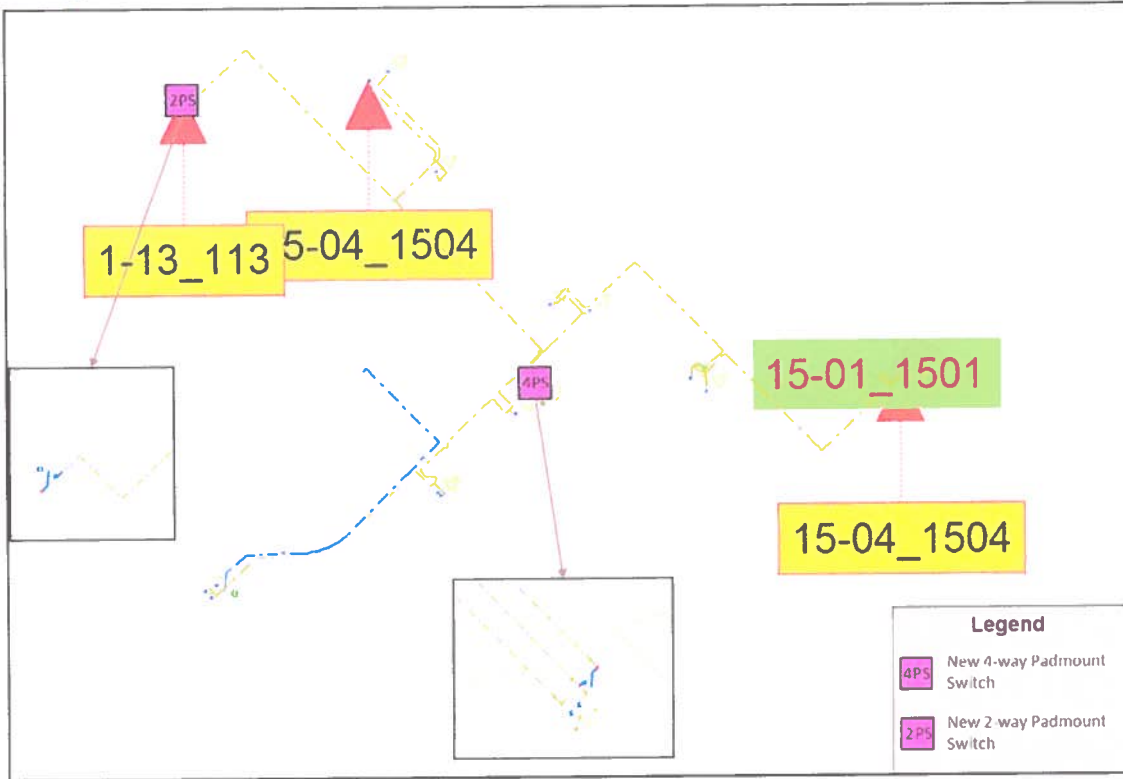 2PS
1-13_113
5-04_1504
4PS
15-01_1501
15-04_1504
Legend
4PS
New 4-way Padmount
Switch
2PS
New 2-way Padmount
Switch